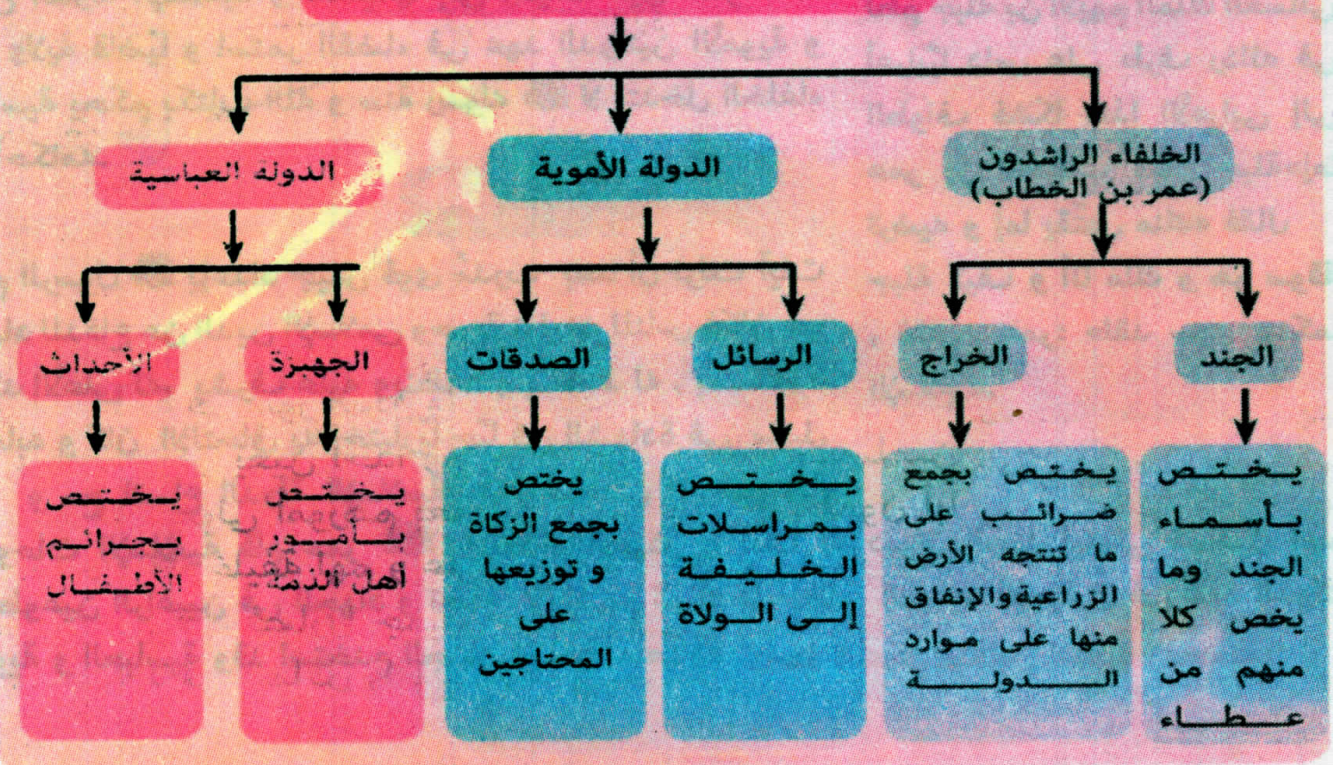 الخلفاء الراشدون
(عمر بن الخطاب)
الدولة الأموية
الدولة العباسية
الجند
الخراج
الرسائل
الصدقات
الجهبزة
الأحداث
يختص
بأسماء
الجند وما
يخص كلا
منهم من
عطاء
يختص بجمع
ضرائب على
ما تنتجه الأرض
الزراعية والإنفاق
منها على موارد
الدولة
يختص
بمراسلات
الخليفة
إلى الولاة
يختص
بجمع الزكاة
و توزيعها
على
المحتاجين
يختص
بأمور
أهل الذمة
يختص
بجرائم
الأطفال